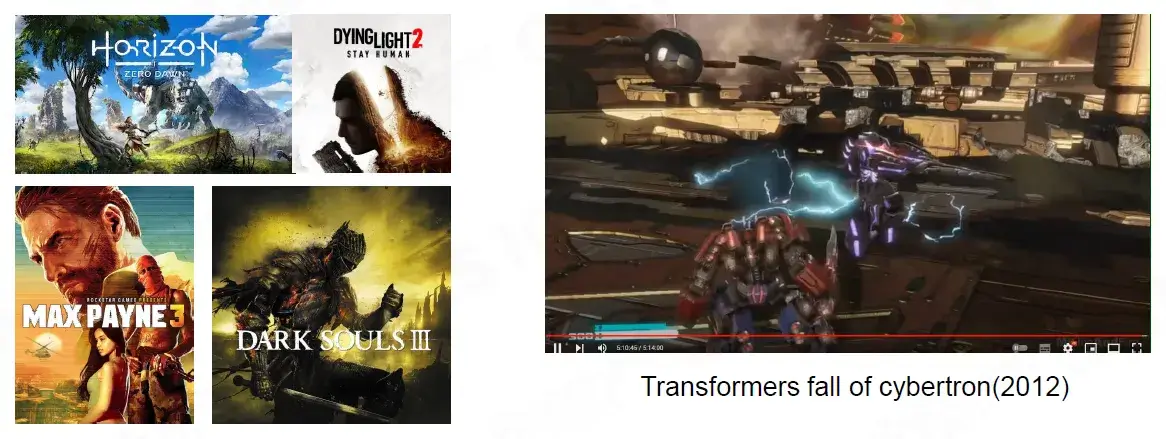 HORIZON
ZERO DAWN
DYING LIGHT 2
STAY HUMAN
ROCKSTAR GAMES PRESENTS
MAX PAYNE 3
DARK SOULS III
5:10:45 / 5:14:00
Transformers fall of cybertron(2012)